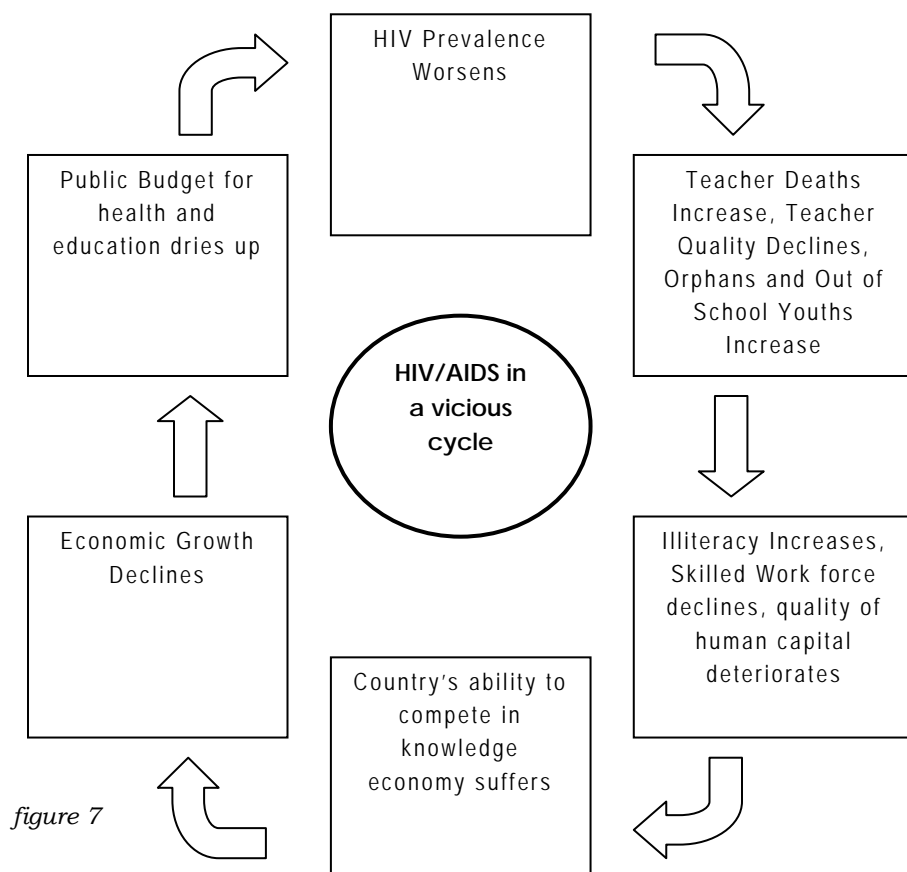 HIV Prevalence
Worsens
Teacher Deaths
Increase, Teacher
Quality Declines,
Orphans and Out of
School Youths
Increase
Illiteracy Increases,
Skilled Work force
declines, quality of
human capital
deteriorates
Country's ability to
compete in
knowledge
economy suffers
Economic Growth
Declines
Public Budget for
health and
education dries up
HIV/AIDS in
a vicious
cycle
figure 7